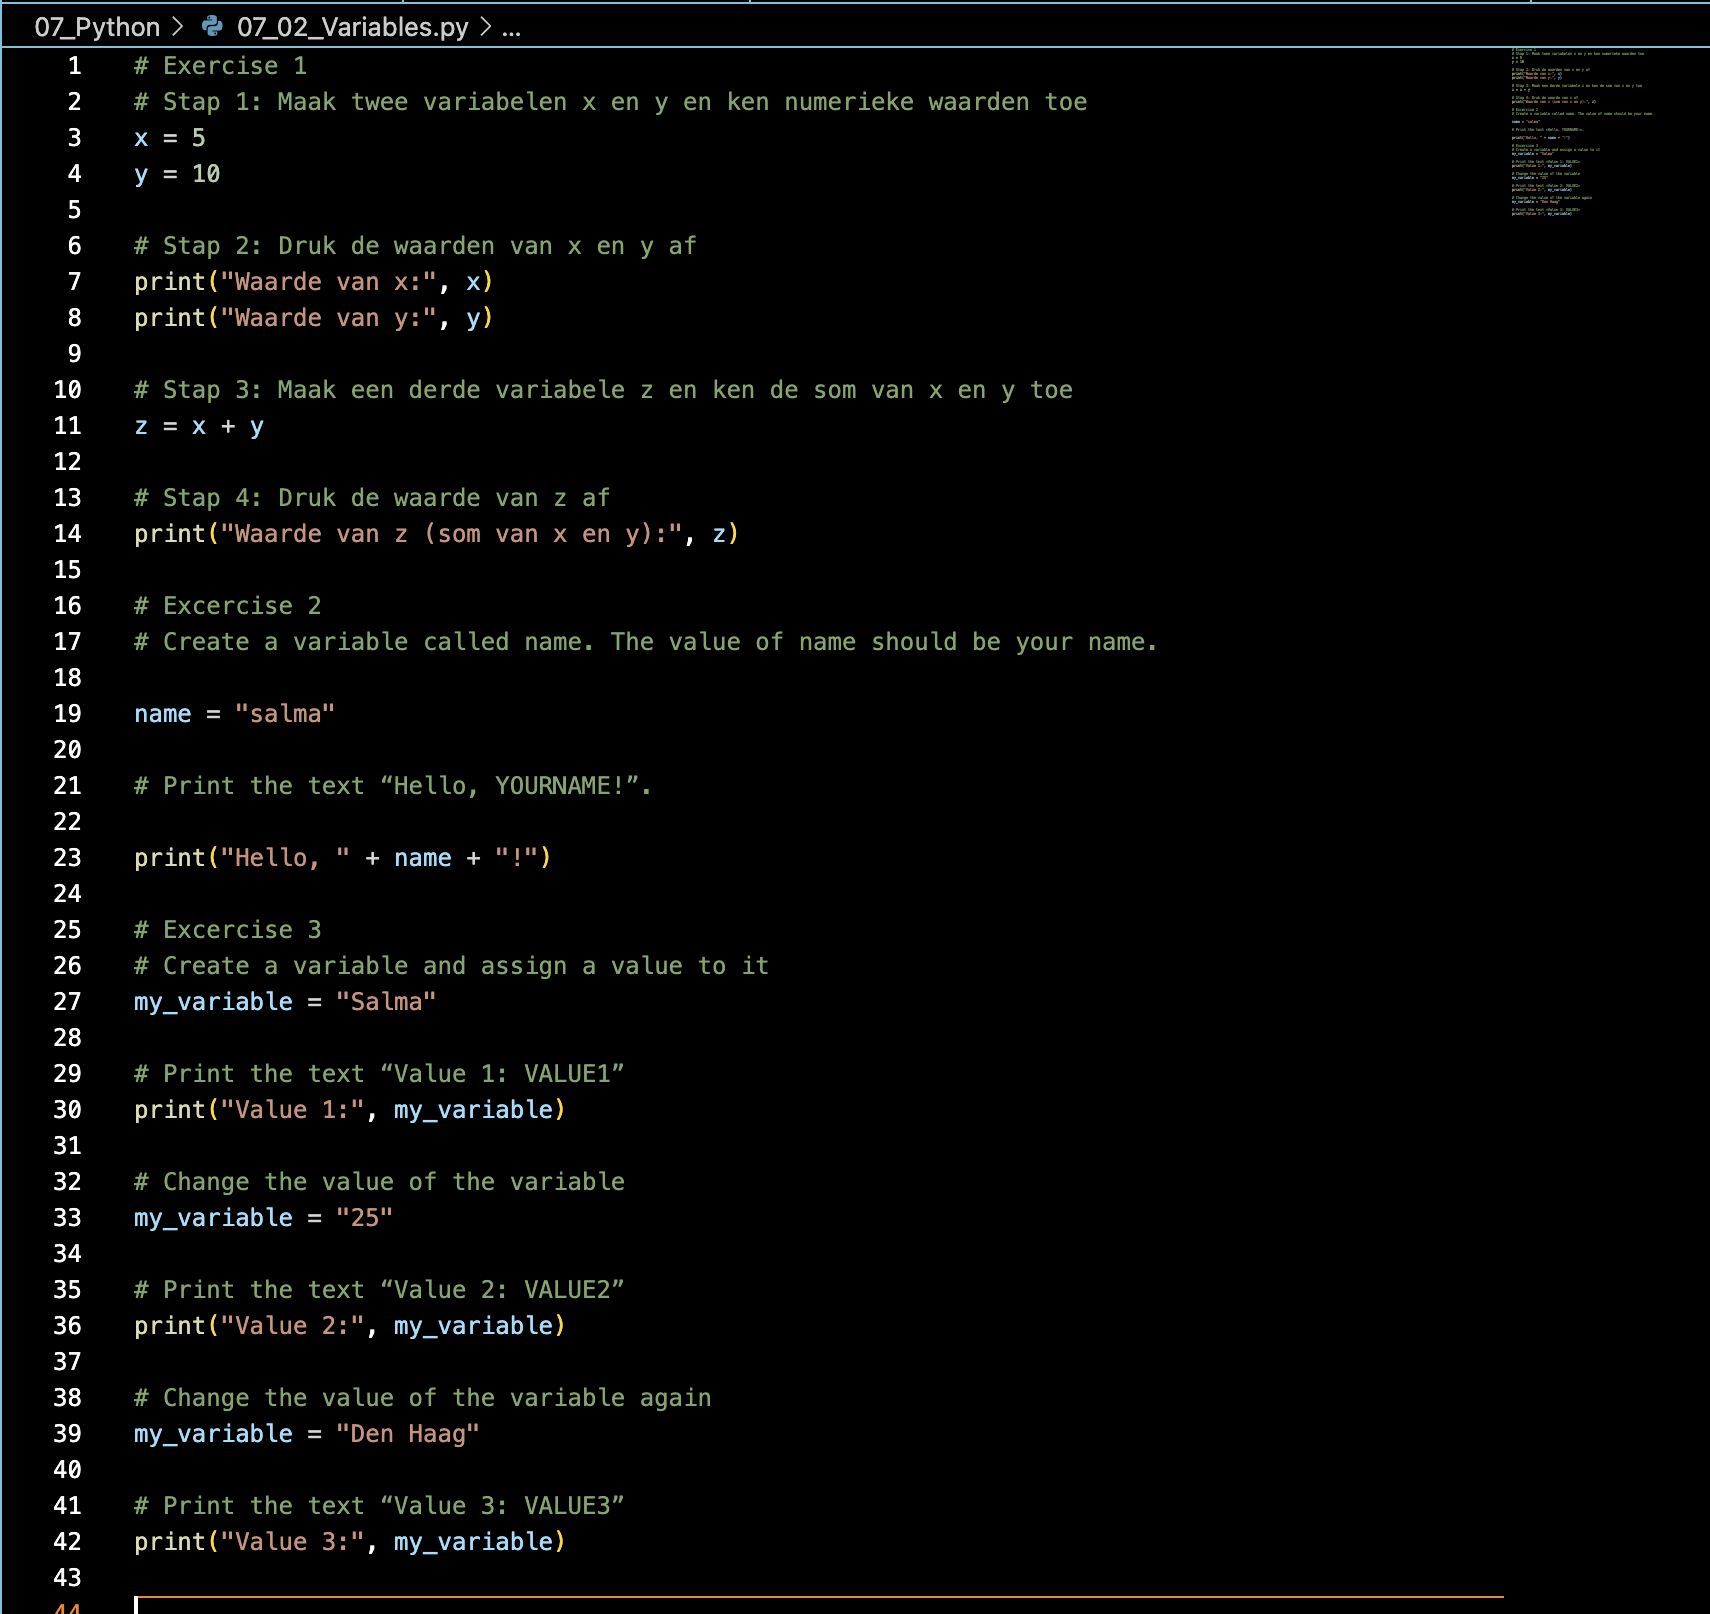 07_Python > 07_02_Variables.py > ...
1 # Exercise 1
2 # Stap 1: Maak twee variabelen x en y en ken numerieke waarden toe
3 x = 5
4 y = 10
5
6 # Stap 2: Druk de waarden van x en y af
7 print("Waarde van x:", x)
8 print("Waarde van y:", y)
9
10 # Stap 3: Maak een derde variabele z en ken de som van x en y toe
11 z = x + y
12
13 # Stap 4: Druk de waarde van z af
14 print("Waarde van z (som van x en y):", z)
15
16 # Excercise 2
17 # Create a variable called name. The value of name should be your name.
18
19 name = "salma"
20
21 # Print the text “Hello, YOURNAME!”.
22
23 print("Hello, " + name + "!")
24
25 # Excercise 3
26 # Create a variable and assign a value to it
27 my_variable = "Salma"
28
29 # Print the text “Value 1: VALUE1”
30 print("Value 1:", my_variable)
31
32 # Change the value of the variable
33 my_variable = "25"
34
35 # Print the text “Value 2: VALUE2”
36 print("Value 2:", my_variable)
37
38 # Change the value of the variable again
39 my_variable = "Den Haag"
40
41 # Print the text “Value 3: VALUE3”
42 print("Value 3:", my_variable)
43
44